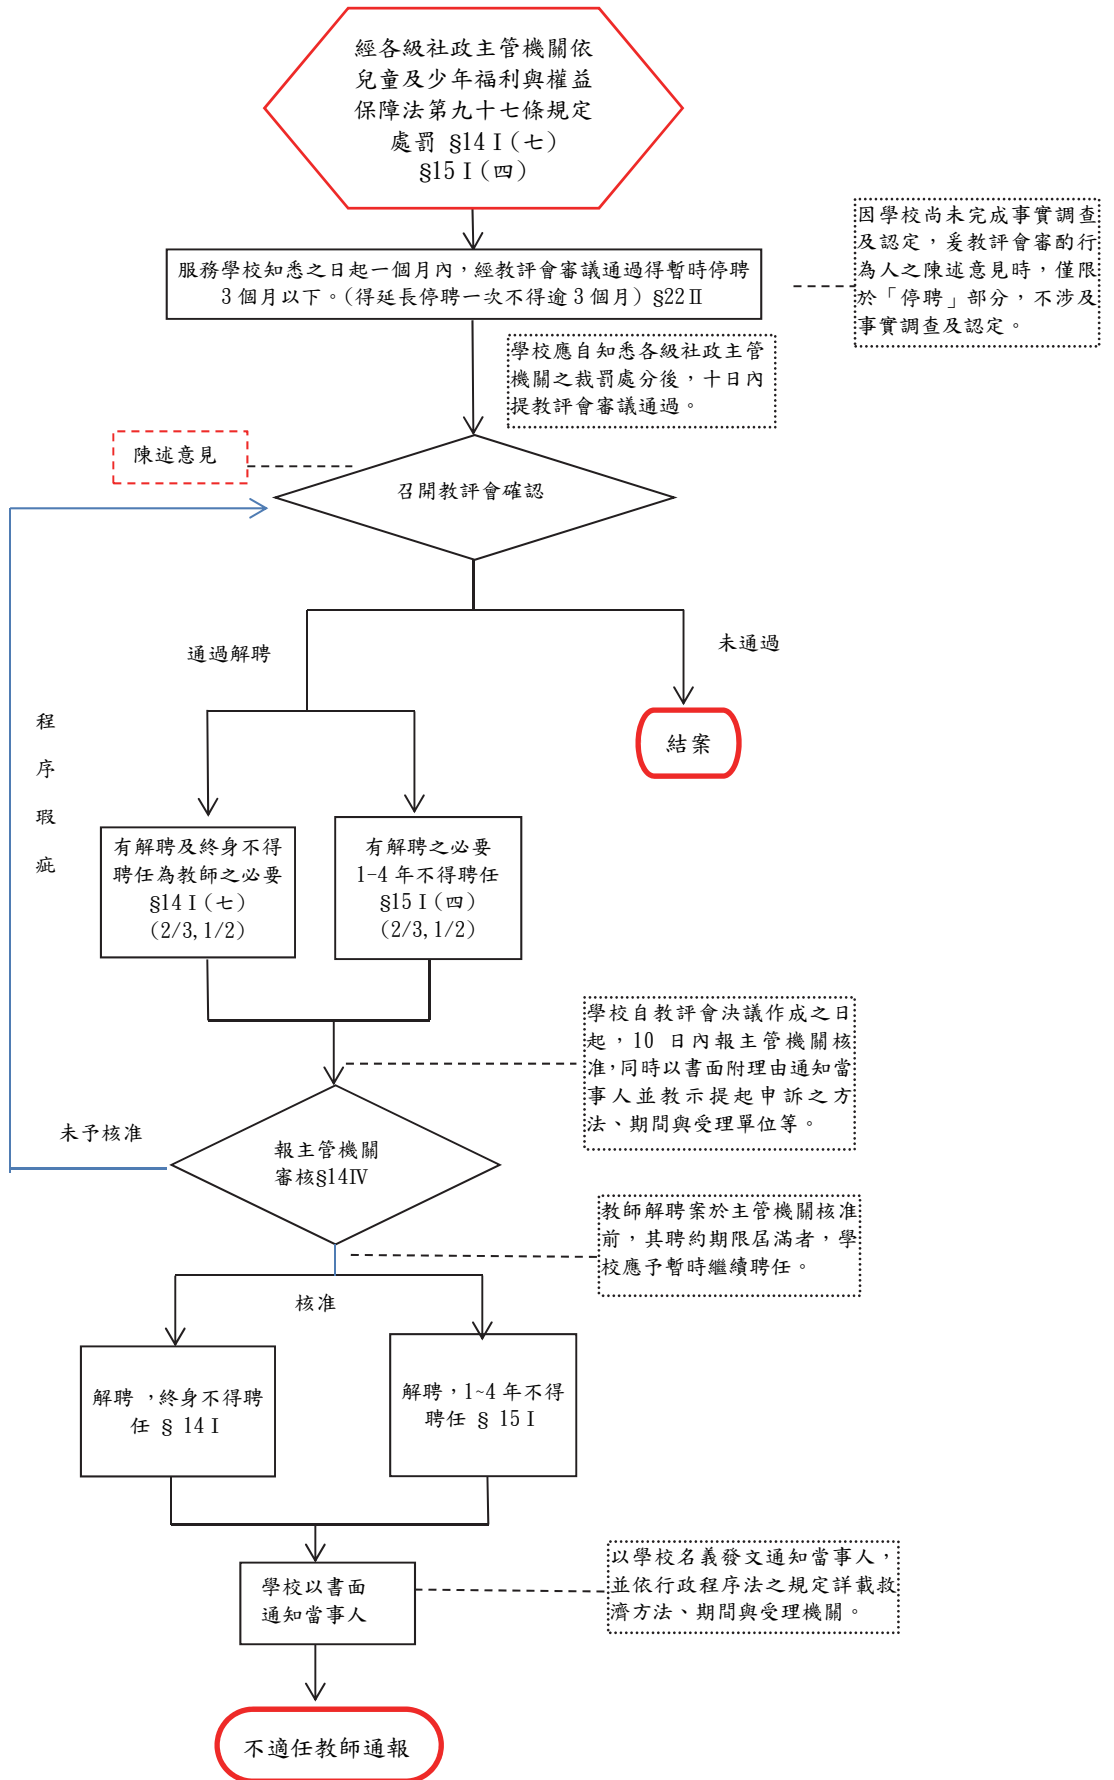 經各級社政主管機關依
兒童及少年福利與權益
保障法第九十七條規定
處罰 §14Ⅰ(七)
§15Ⅰ(四)
因學校尚未完成事實調查
及認定，爰教評會審酌行
為人之陳述意見時，僅限
於「停聘」部分，不涉及
事實調查及認定。
服務學校知悉之日起一個月內，經教評會審議通過得暫時停聘
3 個月以下。(得延長停聘一次不得逾 3 個月) §22Ⅱ
學校應自知悉各級社政主管
機關之裁罰處分後，十日內
提教評會審議通過。
陳述意見
召開教評會確認
通過解聘
未通過
程
序
瑕
疵
結案
有解聘及終身不得
聘任為教師之必要
§14Ⅰ(七)
(2/3, 1/2)
有解聘之必要
1-4 年不得聘任
§15Ⅰ(四)
(2/3, 1/2)
學校自教評會決議作成之日
起，10 日內報主管機關核
准，同時以書面附理由通知當
事人並教示提起申訴之方
法、期間與受理單位等。
未予核准
報主管機關
審核§14Ⅳ
教師解聘案於主管機關核准
前，其聘約期限屆滿者，學
校應予暫時繼續聘任。
核准
解聘 ，終身不得聘
任 § 14Ⅰ
解聘，1~4 年不得
聘任 § 15Ⅰ
學校以書面
通知當事人
以學校名義發文通知當事人，
並依行政程序法之規定詳載救
濟方法、期間與受理機關。
不適任教師通報